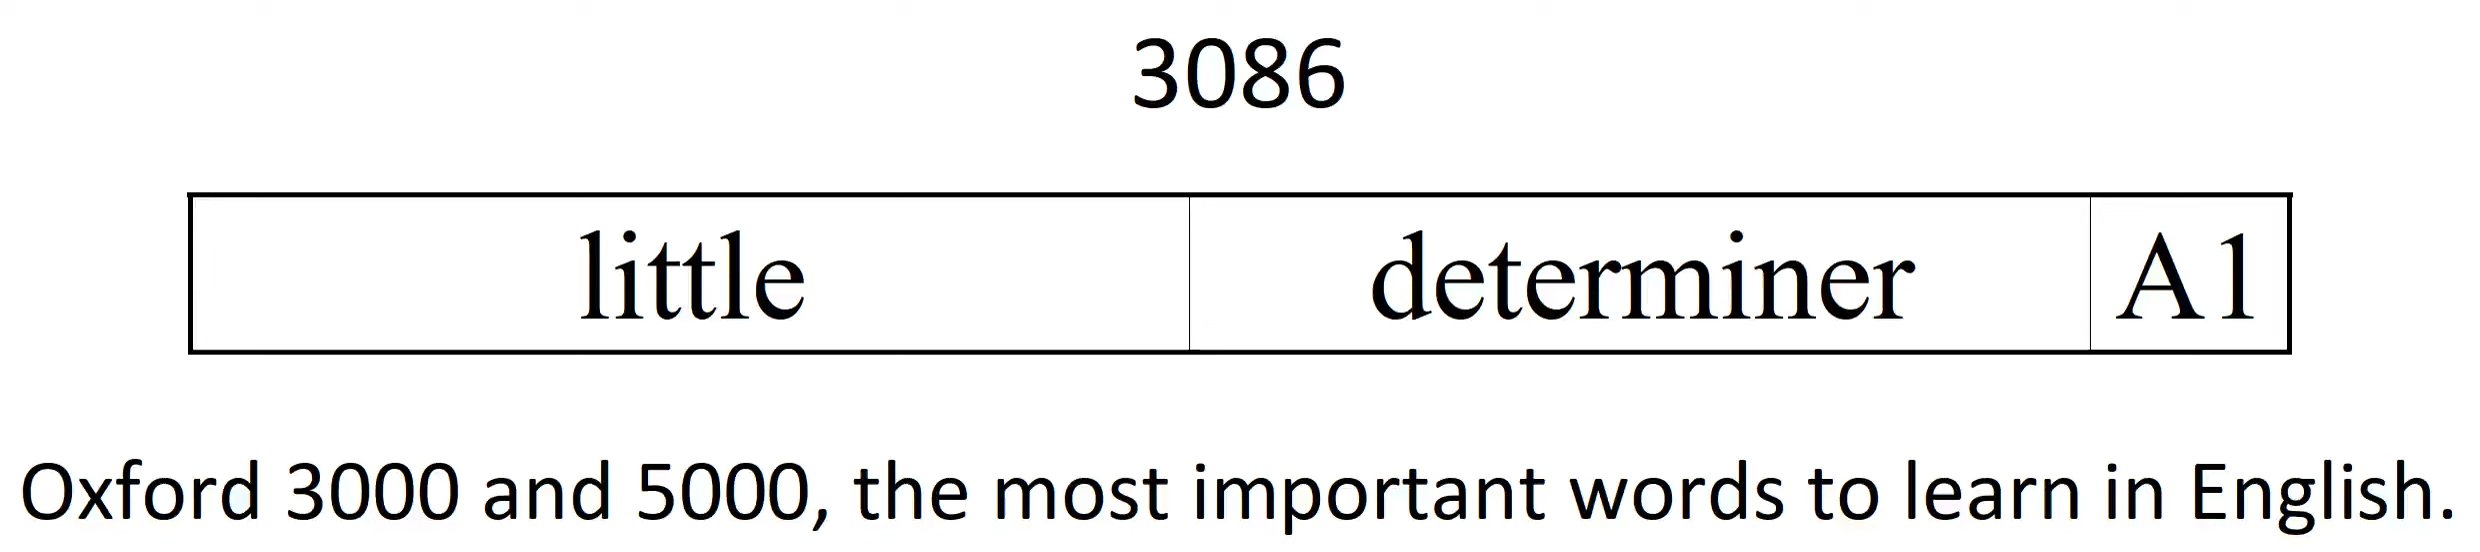 3086
little determiner A1
Oxford 3000 and 5000, the most important words to learn in English.